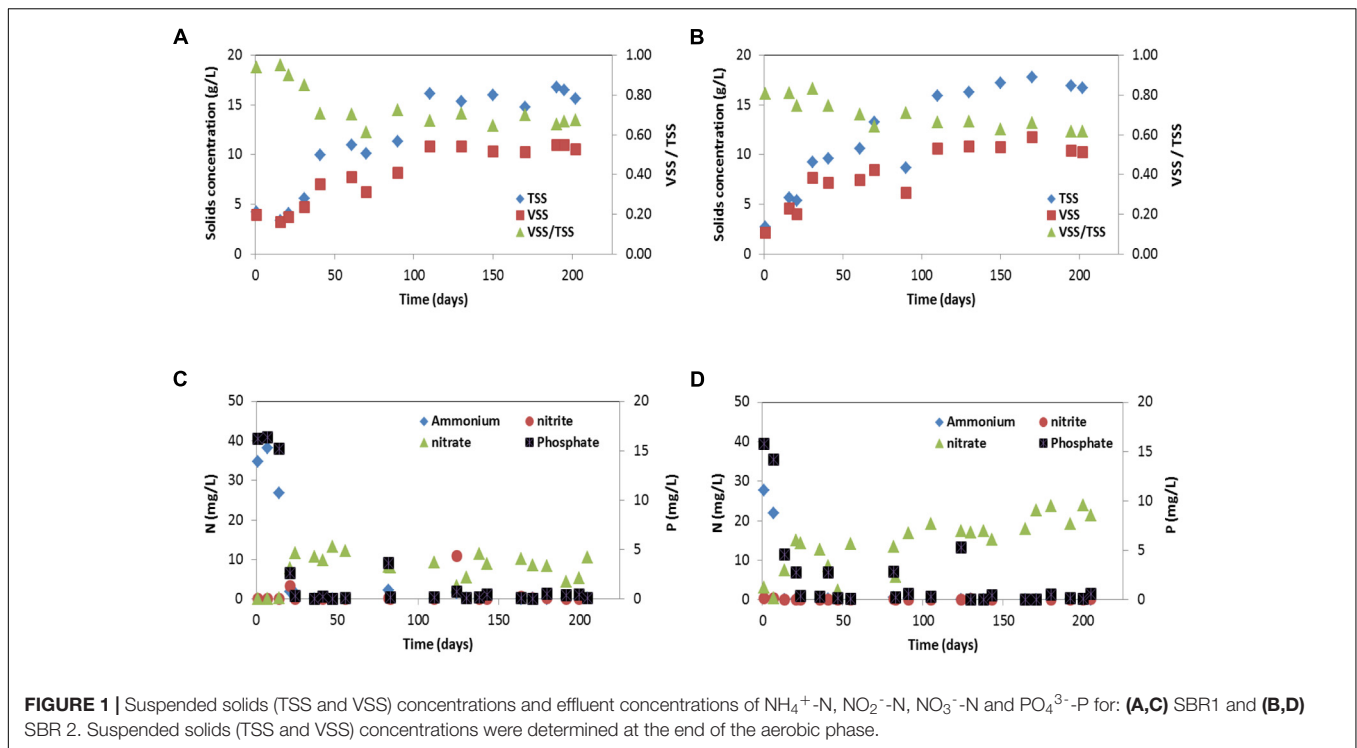 A
B
20
15
10
5
0
Solids concentration (g/L)
1.00
0.80
0.60
0.40
0.20
0.00
VSS / TSS
TSS
VSS
VSS/TSS
0 50 100 150 200
Time (days)
20
15
10
5
0
Solids concentration (g/L)
1.00
0.80
0.60
0.40
0.20
0.00
VSS / TSS
TSS
VSS
VSS/TSS
0 50 100 150 200
Time (days)
C
D
50
40
30
20
10
0
N (mg/L)
20
15
10
5
0
P (mg/L)
Ammonium nitrite
nitrate Phosphate
0 50 100 150 200
Time (days)
50
40
30
20
10
0
N (mg/L)
20
15
10
5
0
P (mg/L)
Ammonium nitrite
nitrate Phosphate
0 50 100 150 200
Time (days)
FIGURE 1 | Suspended solids (TSS and VSS) concentrations and effluent concentrations of NH₄⁺-N, NO₂⁻-N, NO₃⁻-N and PO₄³⁻-P for: (A,C) SBR1 and (B,D)
SBR 2. Suspended solids (TSS and VSS) concentrations were determined at the end of the aerobic phase.